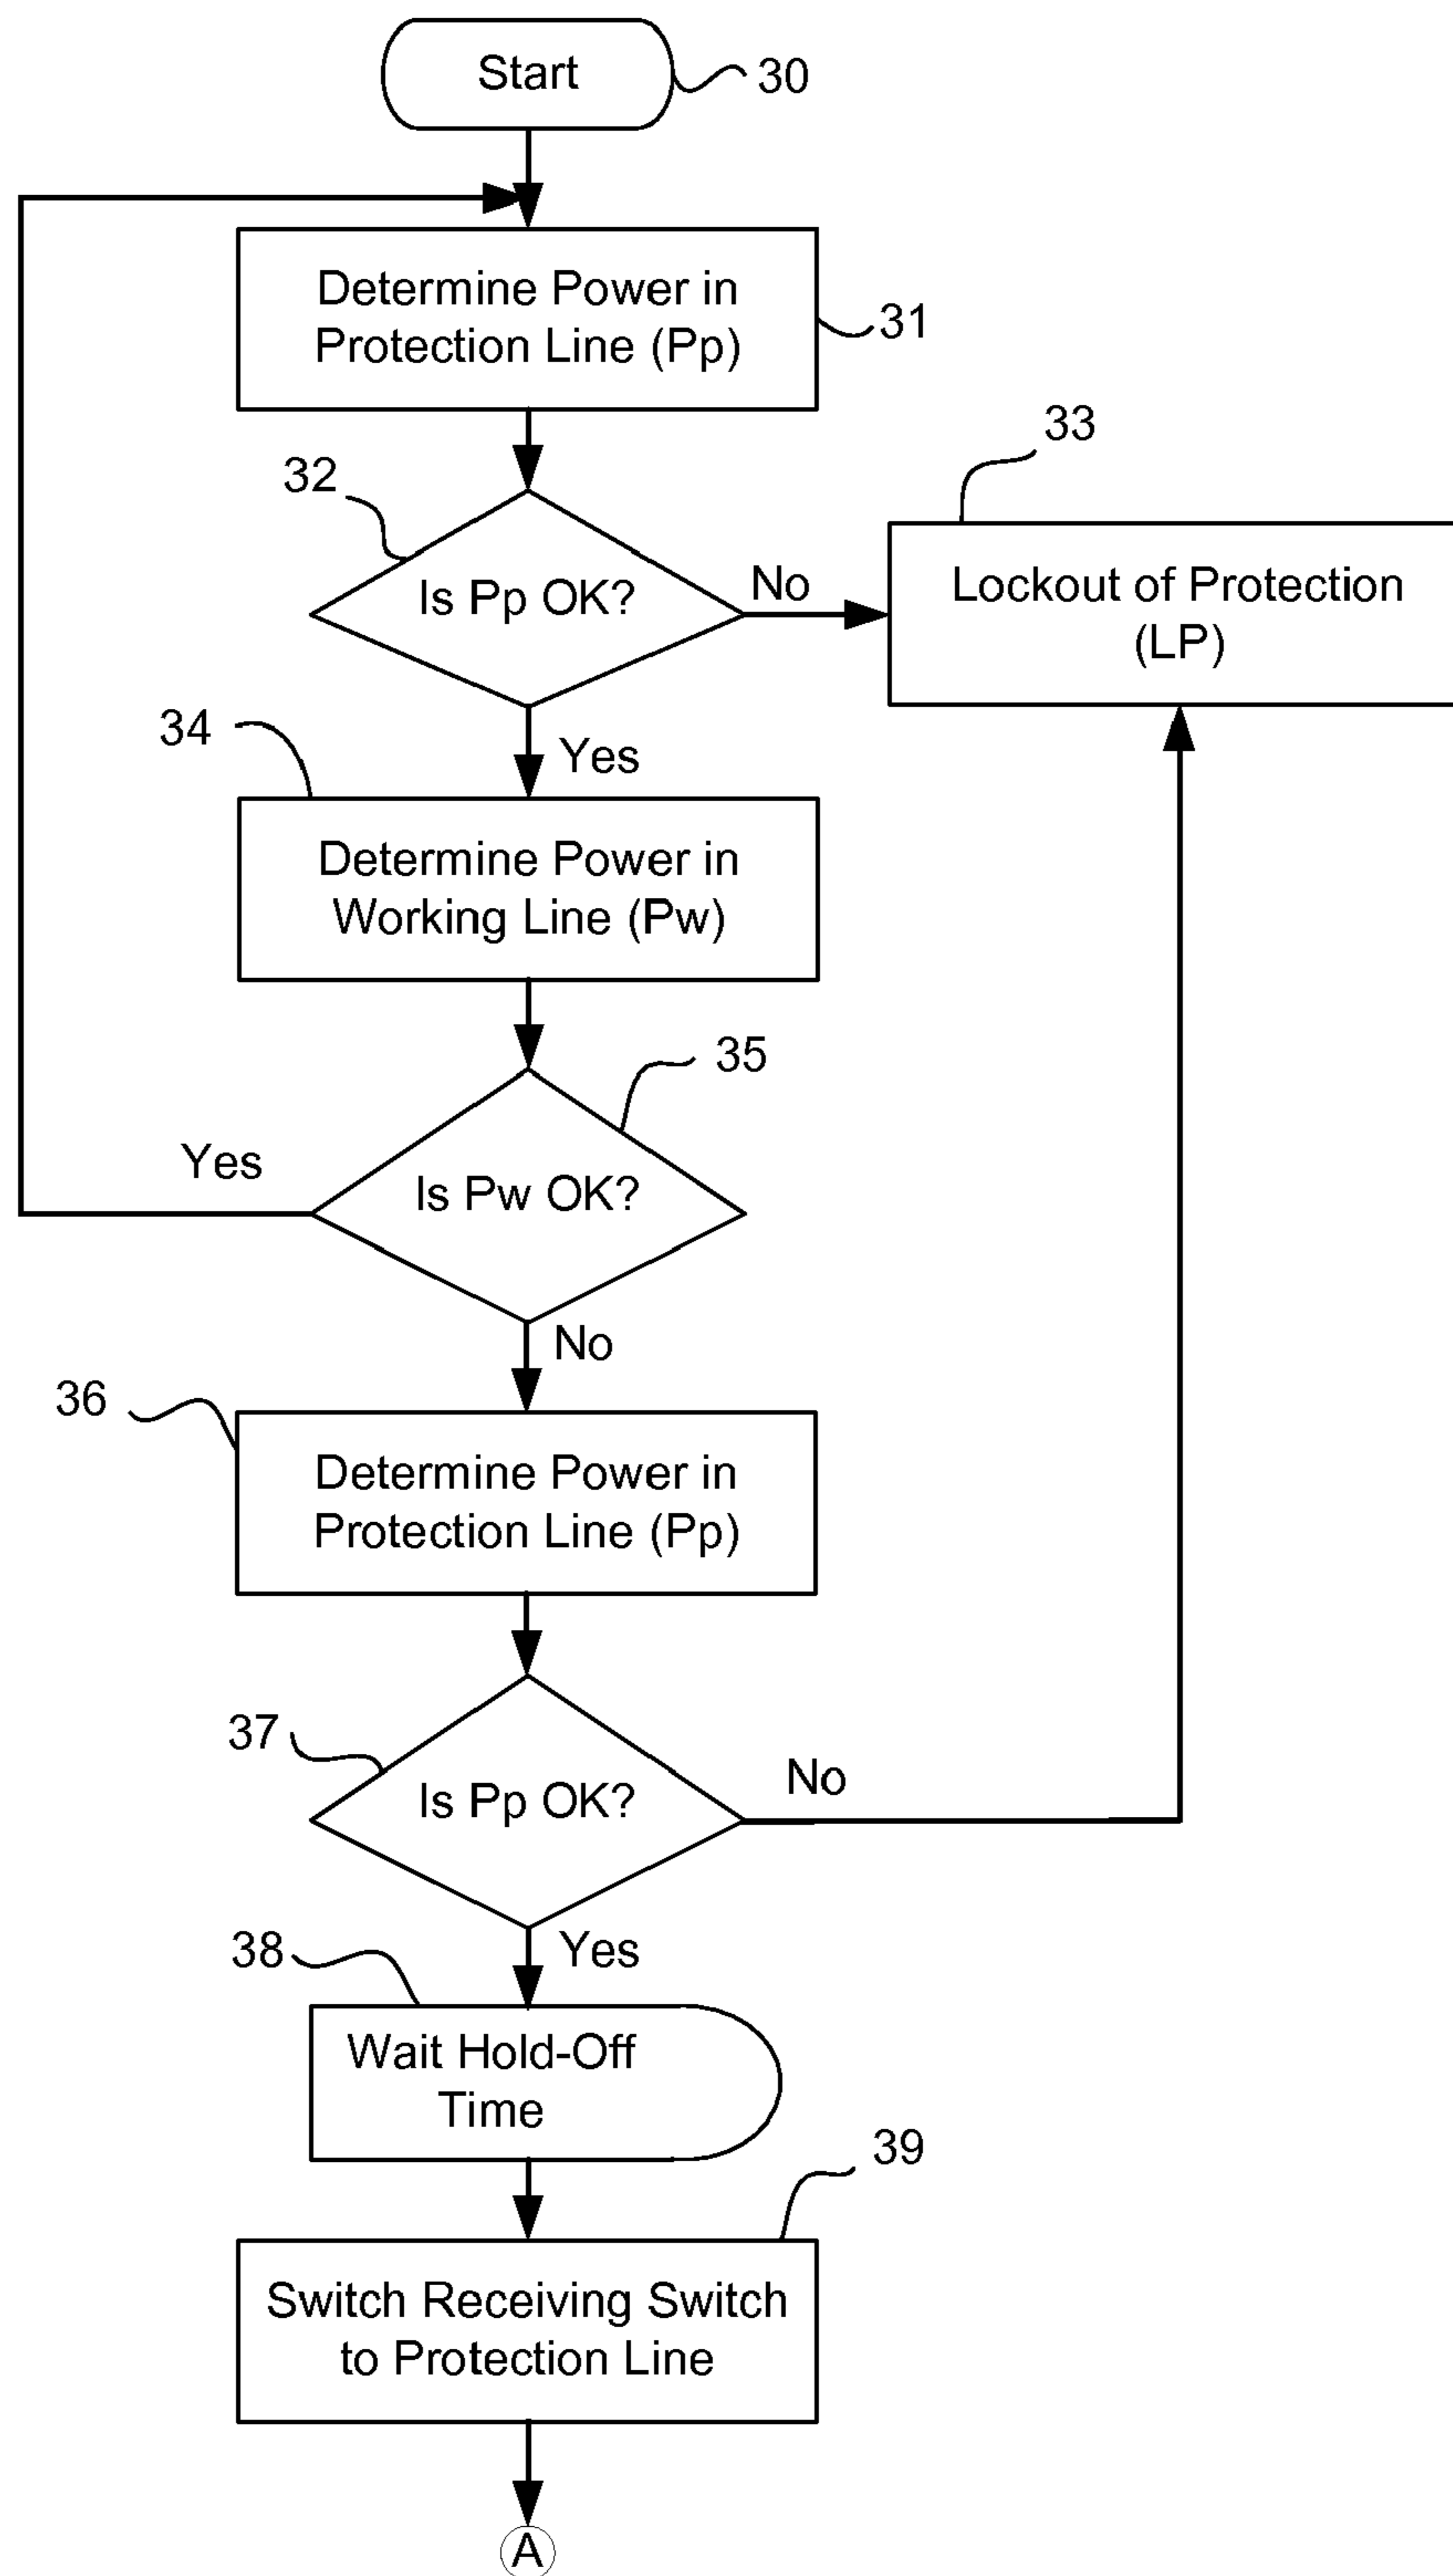 Start
30
Determine Power in
Protection Line (Pp)
31
32
Is Pp OK?
No
33
Lockout of Protection
(LP)
Yes
34
Determine Power in
Working Line (Pw)
35
Is Pw OK?
Yes
No
36
Determine Power in
Protection Line (Pp)
37
Is Pp OK?
No
Yes
38
Wait Hold-Off
Time
39
Switch Receiving Switch
to Protection Line
A